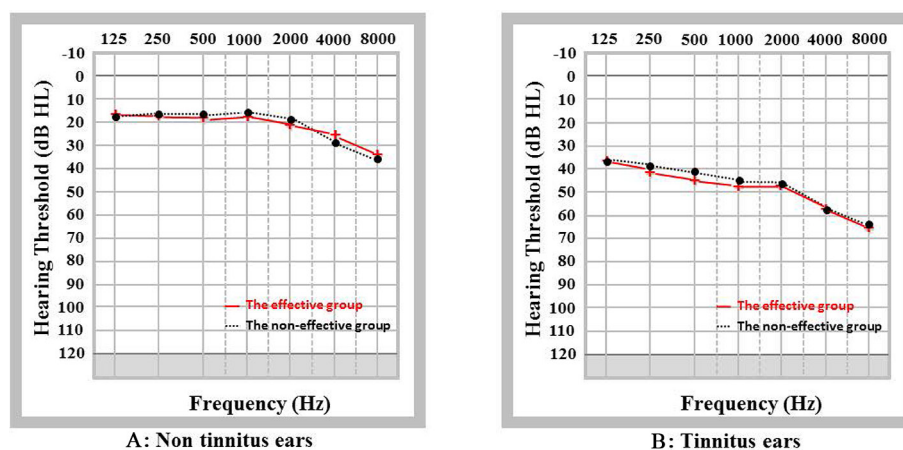 125 250 500 1000 2000 4000 8000
-10
0
10
20
30
40
50
60
70
80
90
100
110
120
Hearing Threshold (dB HL)
The effective group
The non-effective group
Frequency (Hz)
A: Non tinnitus ears
125 250 500 1000 2000 4000 8000
-10
0
10
20
30
40
50
60
70
80
90
100
110
120
Hearing Threshold (dB HL)
The effective group
The non-effective group
Frequency (Hz)
B: Tinnitus ears